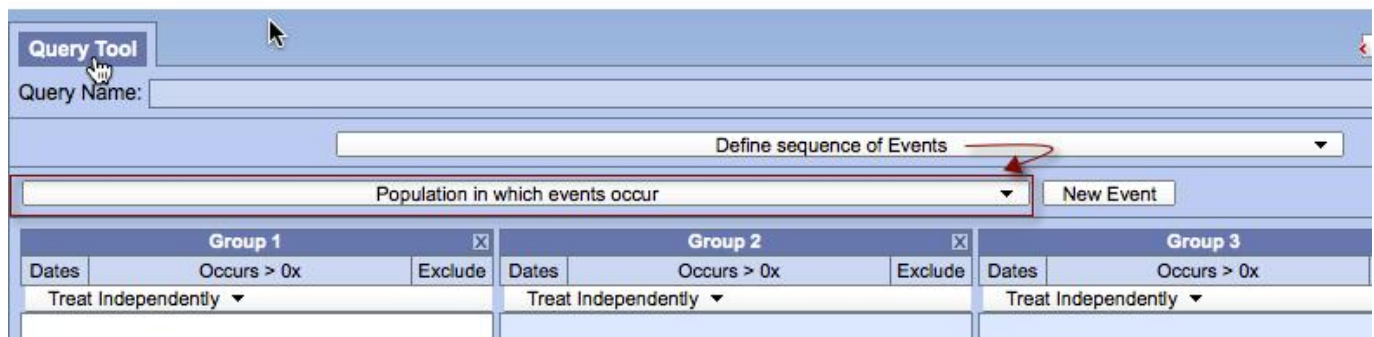 Query Tool
Query Name:
Define sequence of Events
Population in which events occur New Event
Group 1 X Group 2 X Group 3
Dates Occurs > 0x Exclude Dates Occurs > 0x Exclude Dates Occurs > 0x
Treat Independently Treat Independently Treat Independently